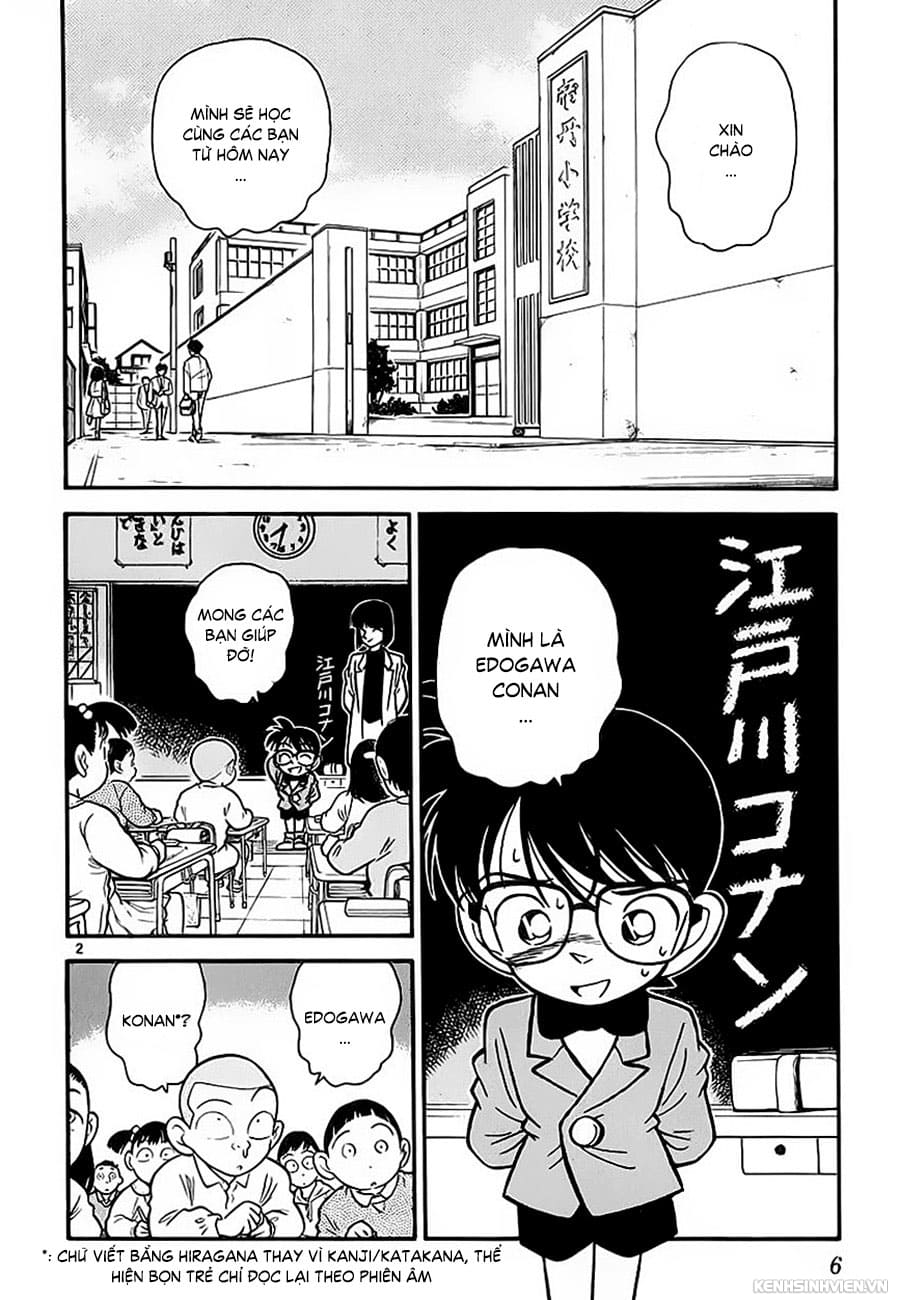 XIN
CHÀO
...
帝丹小学校
MÌNH SẼ HỌC
CÙNG CÁC BẠN
TỪ HÔM NAY
...
MÌNH LÀ
EDOGAWA
CONAN
...
江戸川コナン
よく
MONG CÁC
BẠN GIÚP
ĐỠ!
江戸川コナン
2
EDOGAWA
...
KONAN*?
*: CHỮ VIẾT BẰNG HIRAGANA THAY VÌ KANJI/KATAKANA, THỂ
HIỆN BỌN TRẺ CHỈ ĐỌC LẠI THEO PHIÊN ÂM
6
KENHSINHVIEN.VN